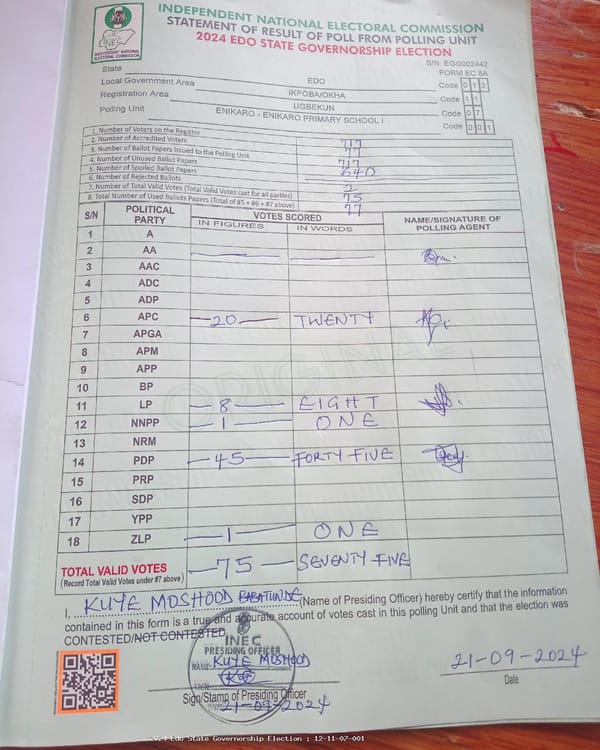 INDEPENDENT NATIONAL ELECTORAL COMMISSION
STATEMENT OF RESULT OF POLL FROM POLLING UNIT
2024 EDO STATE GOVERNORSHIP ELECTION
INEC
INDEPENDENT NATIONAL
ELECTORAL COMMISSION
S/N: EG/0002442
FORM EC 8A
State EDO Code 0 1 2
Local Government Area IKPOBA/OKHA Code 1 1
Registration Area UGBEKUN Code 0 7
Polling Unit ENIKARO - ENIKARO PRIMARY SCHOOL I Code 0 0 1
1. Number of Voters on the Register 717
2. Number of Accredited Voters 77
3. Number of Ballot Papers Issued to the Polling Unit 717
4. Number of Unused Ballot Papers 640
5. Number of Spoiled Ballot Papers
6. Number of Rejected Ballots 2
7. Number of Total Valid Votes (Total Valid Votes cast for all parties) 75
8. Total Number of Used Ballots Papers (Total of #5 + #6 + #7 above) 77
S/N POLITICAL PARTY VOTES SCORED NAME/SIGNATURE OF POLLING AGENT
IN FIGURES IN WORDS
1 A
2 AA
3 AAC
4 ADC
5 ADP
6 APC 20 TWENTY
7 APGA
8 APM
9 APP
10 BP
11 LP 8 EIGHT
12 NNPP 1 ONE
13 NRM
14 PDP 45 FORTY FIVE
15 PRP
16 SDP
17 YPP
18 ZLP 1 ONE
TOTAL VALID VOTES 75 SEVENTY FIVE
(Record Total Valid Votes under #7 above)
ORIGINAL
I, KUYE MOSHOOD BABATUNDE (Name of Presiding Officer) hereby certify that the information
contained in this form is a true and accurate account of votes cast in this polling Unit and that the election was
CONTESTED/NOT CONTESTED
INEC
PRESIDING OFFICER
NAME: KUYE MOSHOOD
SIGN:
21-09-2024
Sign/Stamp of Presiding Officer
21-09-2024
Date
2024 Edo State Governorship Election : 12-11-07-001